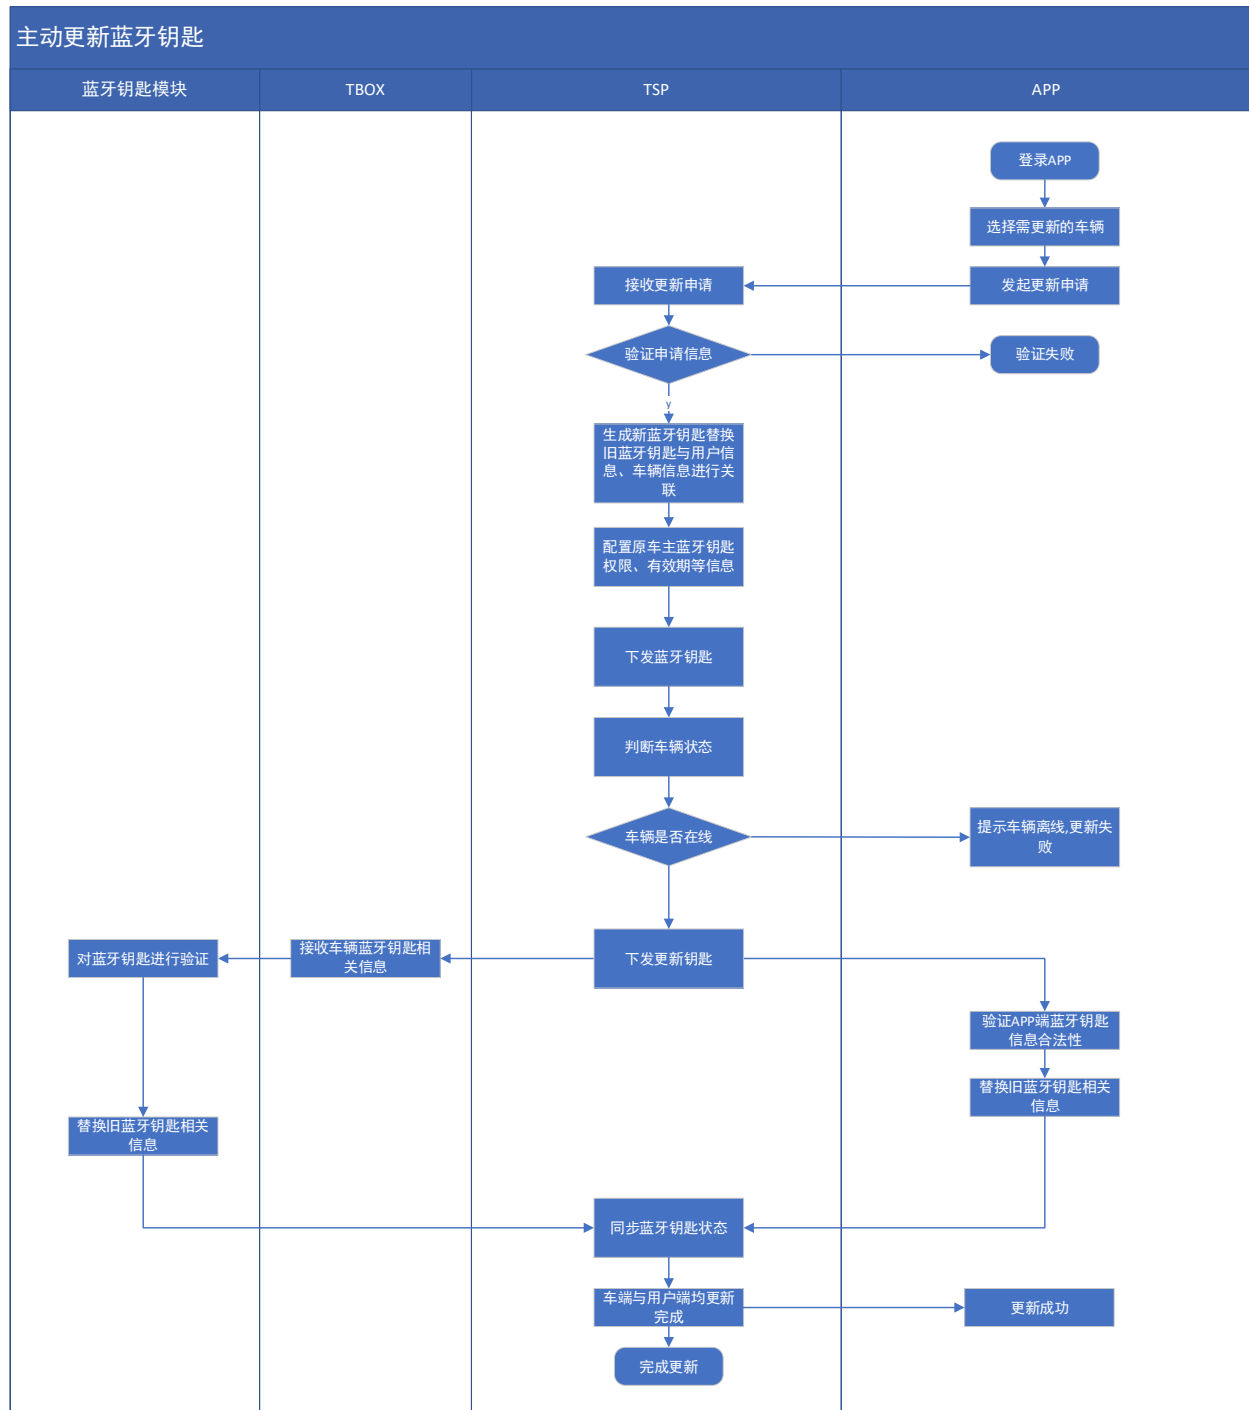 主动更新蓝牙钥匙
蓝牙钥匙模块
TBOX
TSP
APP
登录APP
选择需更新的车辆
接收更新申请
发起更新申请
验证申请信息
验证失败
y
生成新蓝牙钥匙替换
旧蓝牙钥匙与用户信
息、车辆信息进行关
联
配置原车主蓝牙钥匙
权限、有效期等信息
下发蓝牙钥匙
判断车辆状态
车辆是否在线
提示车辆离线,更新失
败
对蓝牙钥匙进行验证
接收车辆蓝牙钥匙相
关信息
下发更新钥匙
验证APP端蓝牙钥匙
信息合法性
替换旧蓝牙钥匙相关
信息
替换旧蓝牙钥匙相关
信息
同步蓝牙钥匙状态
车端与用户端均更新
完成
更新成功
完成更新